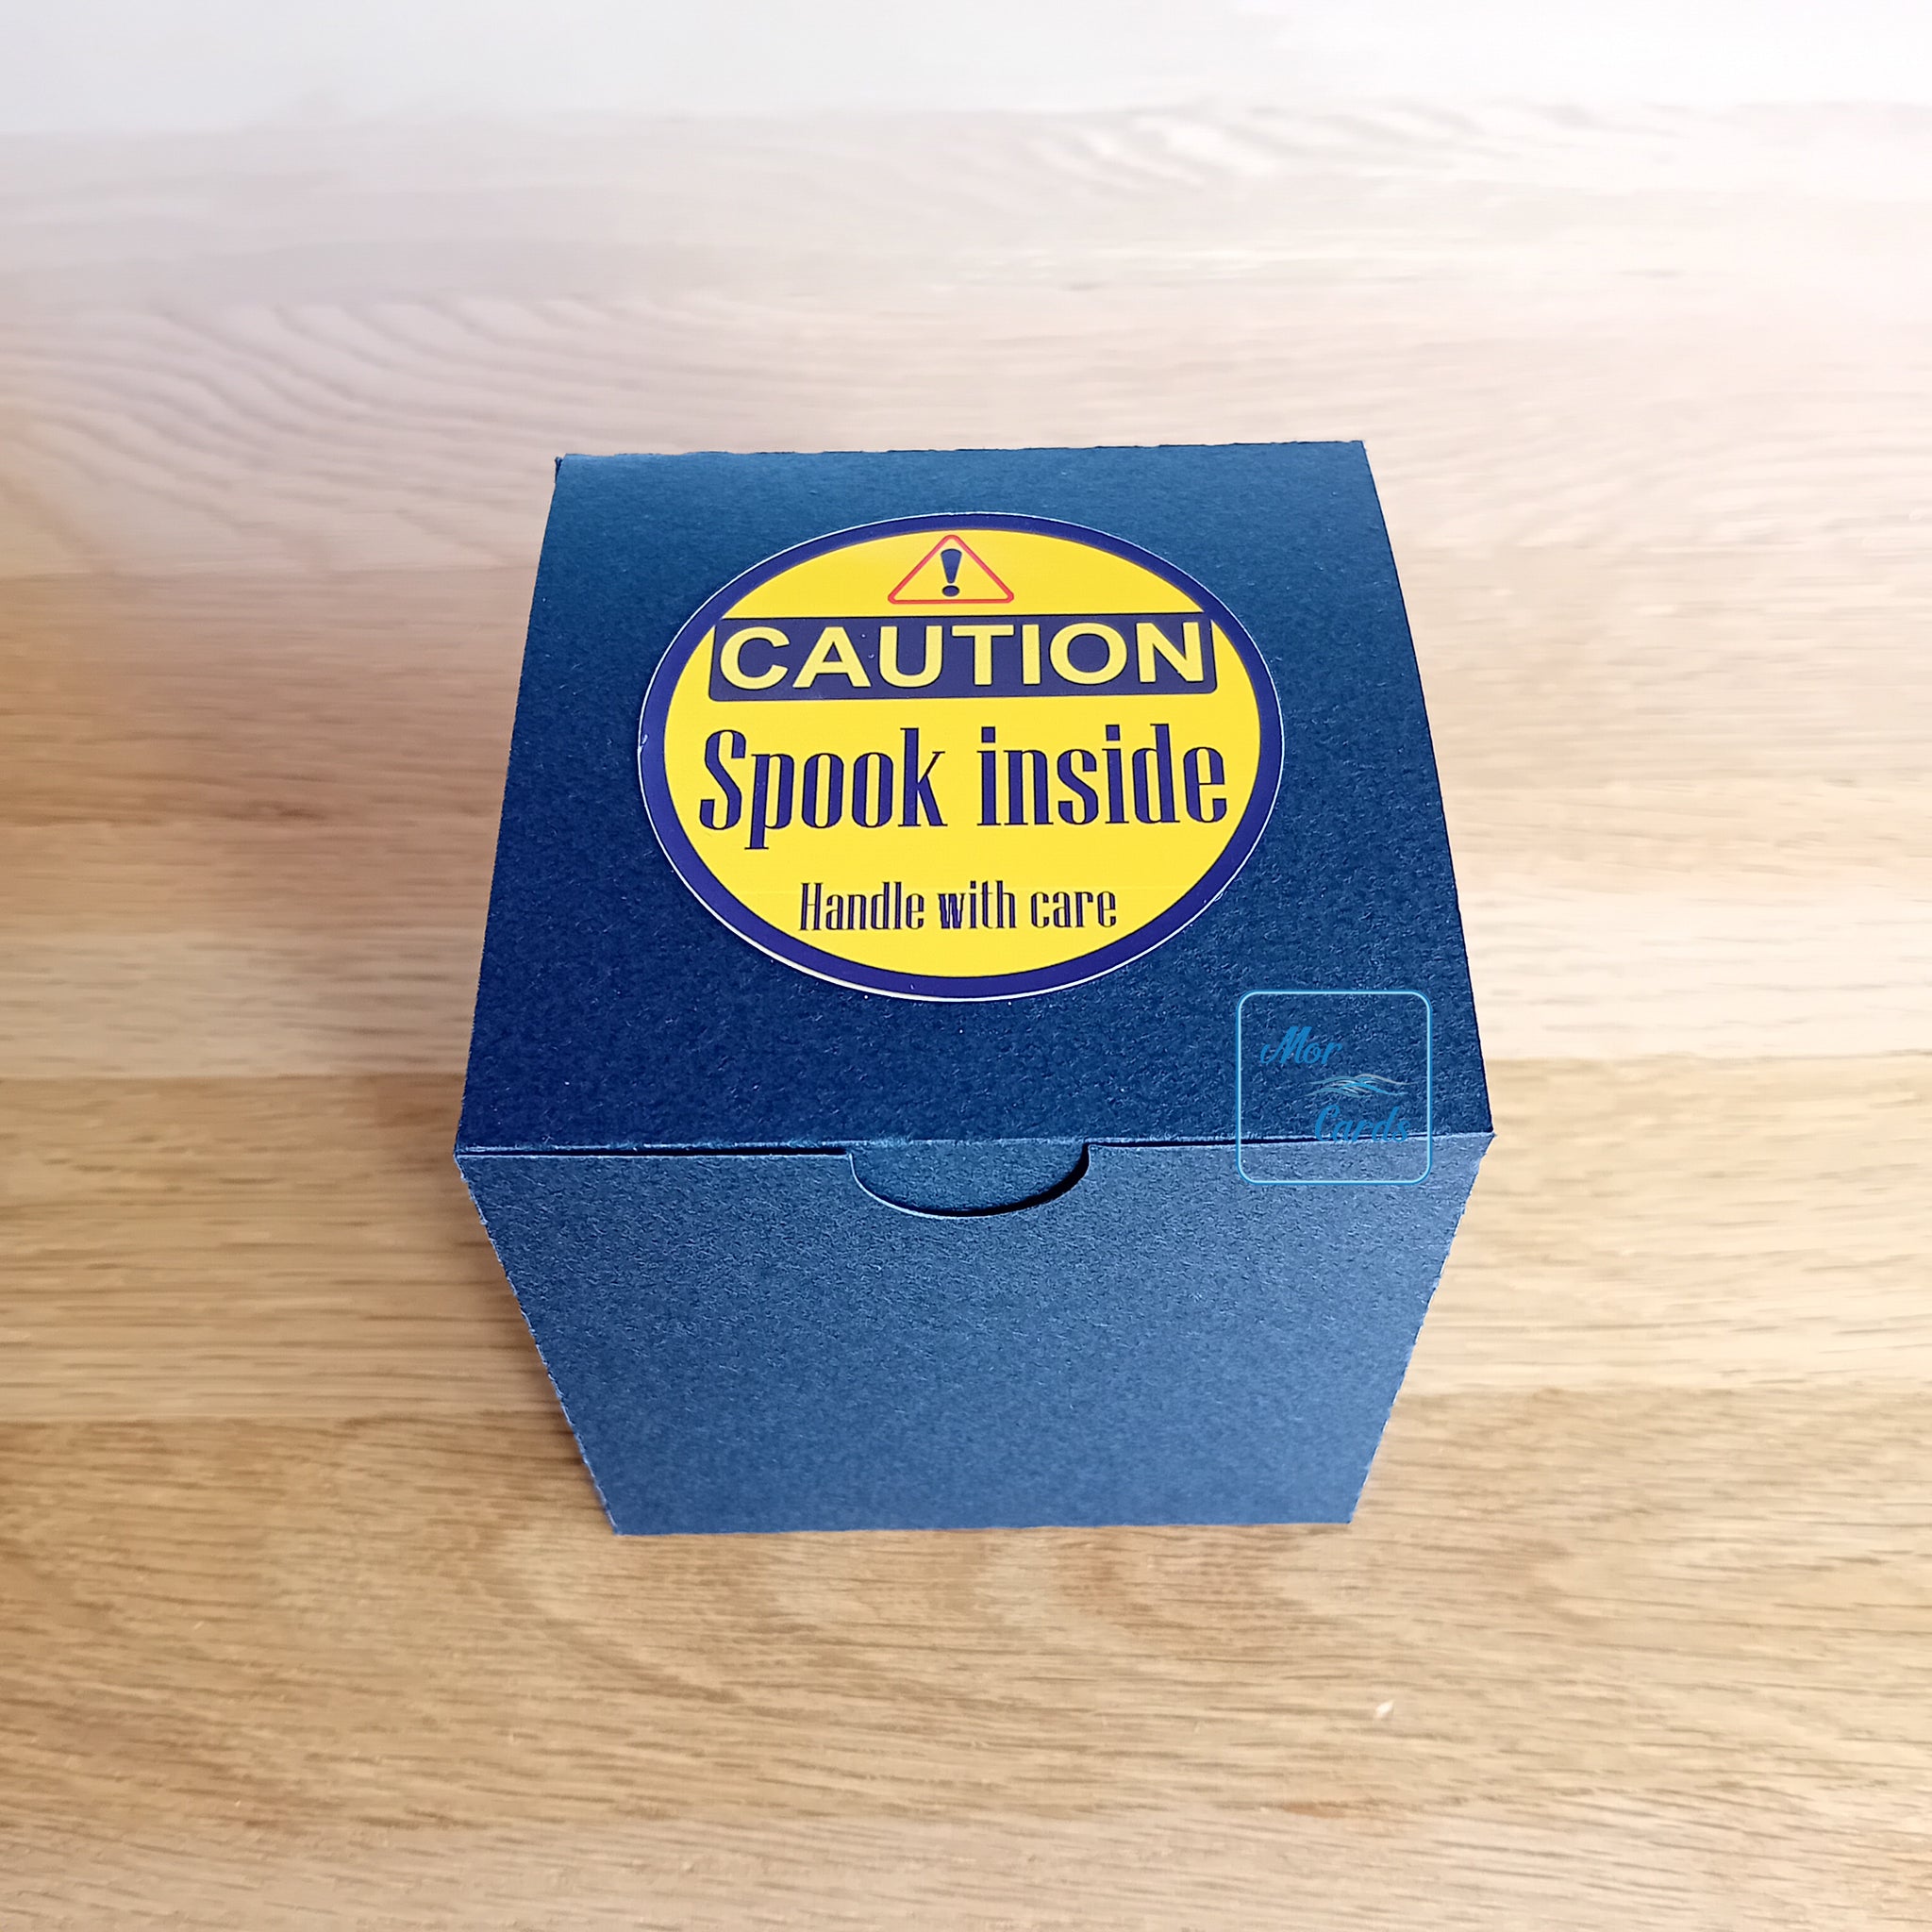 !
CAUTION
Spook inside
Handle with care
Mor
Cards